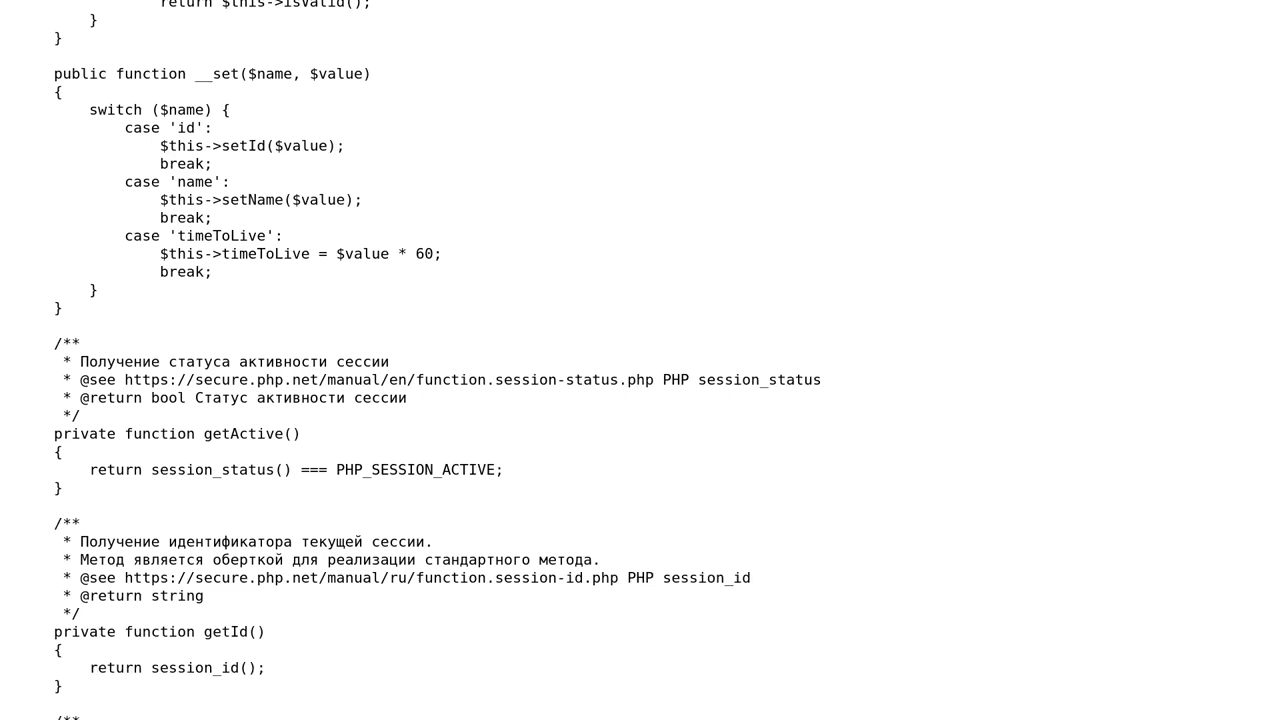 return $this->isValid();
    }
}

public function __set($name, $value)
{
    switch ($name) {
        case 'id':
            $this->setId($value);
            break;
        case 'name':
            $this->setName($value);
            break;
        case 'timeToLive':
            $this->timeToLive = $value * 60;
            break;
    }
}

/**
 * Получение статуса активности сессии
 * @see https://secure.php.net/manual/en/function.session-status.php PHP session_status
 * @return bool Статус активности сессии
 */
private function getActive()
{
    return session_status() === PHP_SESSION_ACTIVE;
}

/**
 * Получение идентификатора текущей сессии.
 * Метод является оберткой для реализации стандартного метода.
 * @see https://secure.php.net/manual/ru/function.session-id.php PHP session_id
 * @return string
 */
private function getId()
{
    return session_id();
}

/**